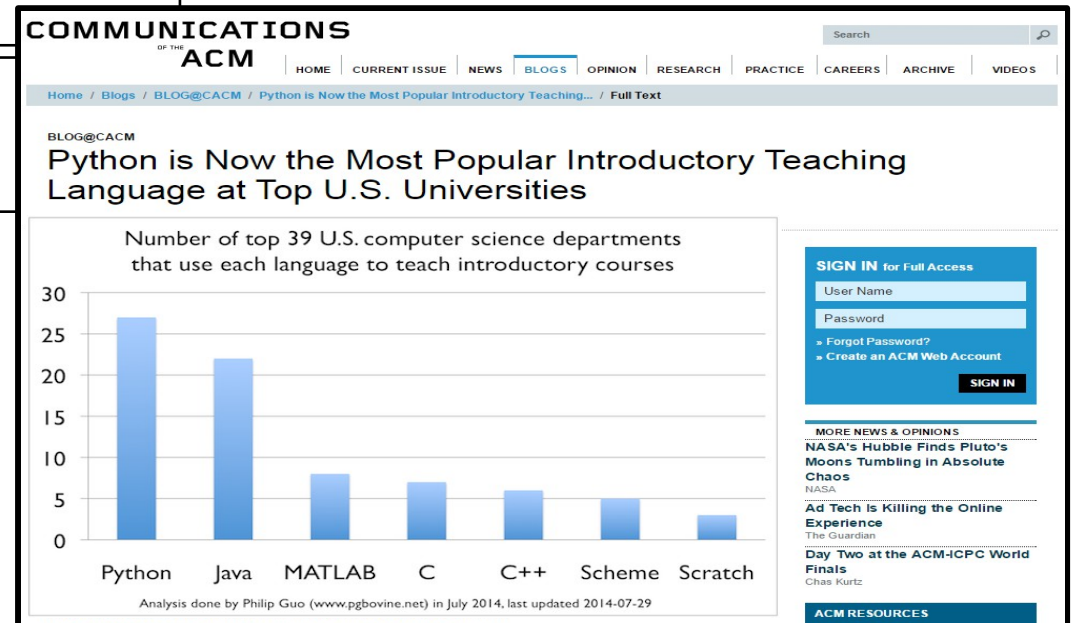 COMMUNICATIONS
OF THE
ACM
Search
HOME CURRENT ISSUE NEWS BLOGS OPINION RESEARCH PRACTICE CAREERS ARCHIVE VIDEOS
Home / Blogs / BLOG@CACM / Python is Now the Most Popular Introductory Teaching... / Full Text
BLOG@CACM
Python is Now the Most Popular Introductory Teaching
Language at Top U.S. Universities
Number of top 39 U.S. computer science departments
that use each language to teach introductory courses
30
25
20
15
10
5
0
Python Java MATLAB C C++ Scheme Scratch
Analysis done by Philip Guo (www.pgbovine.net) in July 2014, last updated 2014-07-29
SIGN IN for Full Access
User Name
Password
» Forgot Password?
» Create an ACM Web Account
SIGN IN
MORE NEWS & OPINIONS
NASA's Hubble Finds Pluto's
Moons Tumbling in Absolute
Chaos
NASA
Ad Tech Is Killing the Online
Experience
The Guardian
Day Two at the ACM-ICPC World
Finals
Chas Kurtz
ACM RESOURCES